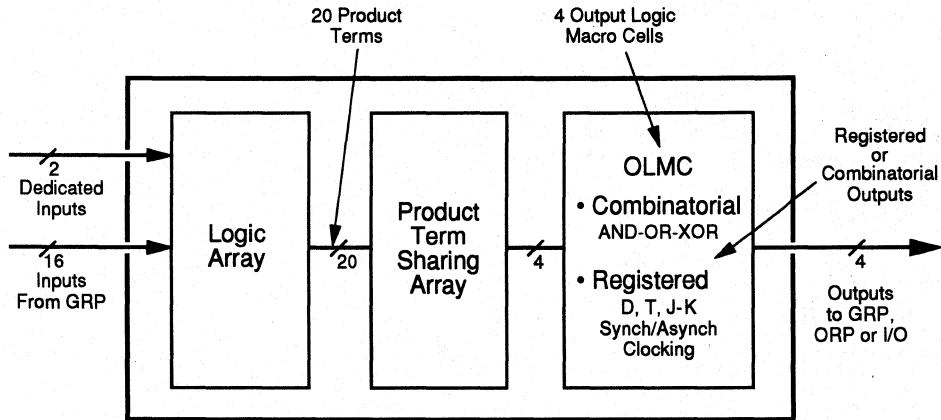 20 Product
Terms
4 Output Logic
Macro Cells
2
Dedicated
Inputs
16
Inputs
From GRP
Logic
Array
20
Product
Term
Sharing
Array
4
OLMC
• Combinatorial
AND-OR-XOR
• Registered
D, T, J-K
Synch/Asynch
Clocking
Registered
or
Combinatorial
Outputs
4
Outputs
to GRP,
ORP or I/O